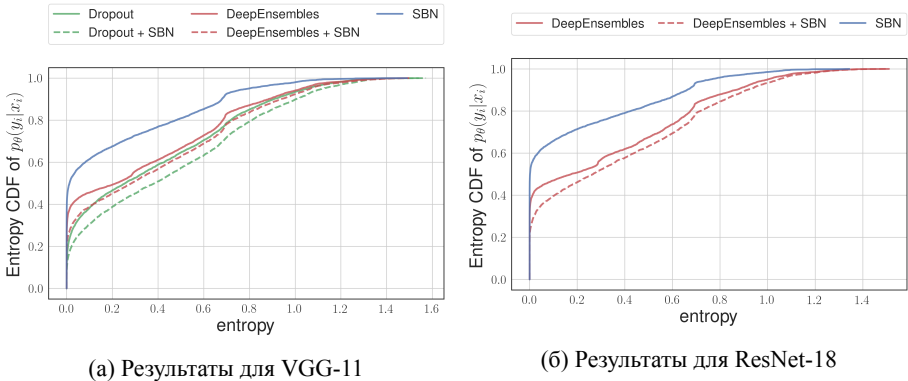 Dropout
Dropout + SBN
DeepEnsembles
DeepEnsembles + SBN
SBN
Entropy CDF of $p_\theta(y_i|x_i)$
1.0
0.8
0.6
0.4
0.2
0.0
0.0 0.2 0.4 0.6 0.8 1.0 1.2 1.4 1.6
entropy
(а) Результаты для VGG-11
DeepEnsembles DeepEnsembles + SBN SBN
Entropy CDF of $p_\theta(y_i|x_i)$
1.0
0.8
0.6
0.4
0.2
0.0
0.0 0.2 0.4 0.6 0.8 1.0 1.2 1.4
entropy
(б) Результаты для ResNet-18